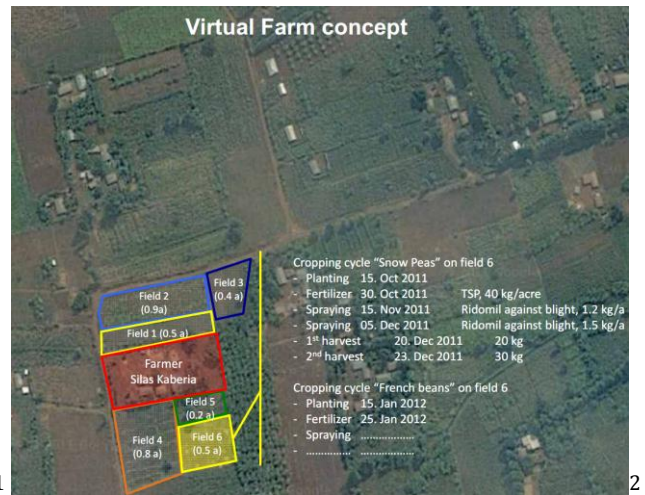 Virtual Farm concept
Field 3
(0.4 a)
Field 2
(0.9a)
Field 1 (0.5 a)
Farmer
Silas Kaberia
Field 5
(0.2 a)
Field 4
(0.8 a)
Field 6
(0.5 a)
Cropping cycle “Snow Peas” on field 6
- Planting 15. Oct 2011
- Fertilizer 30. Oct 2011 TSP, 40 kg/acre
- Spraying 15. Nov 2011 Ridomil against blight, 1.2 kg/a
- Spraying 05. Dec 2011 Ridomil against blight, 1.5 kg/a
- 1st harvest 20. Dec 2011 20 kg
- 2nd harvest 23. Dec 2011 30 kg
Cropping cycle “French beans” on field 6
- Planting 15. Jan 2012
- Fertilizer 25. Jan 2012
- Spraying ................
- .............. ................
2